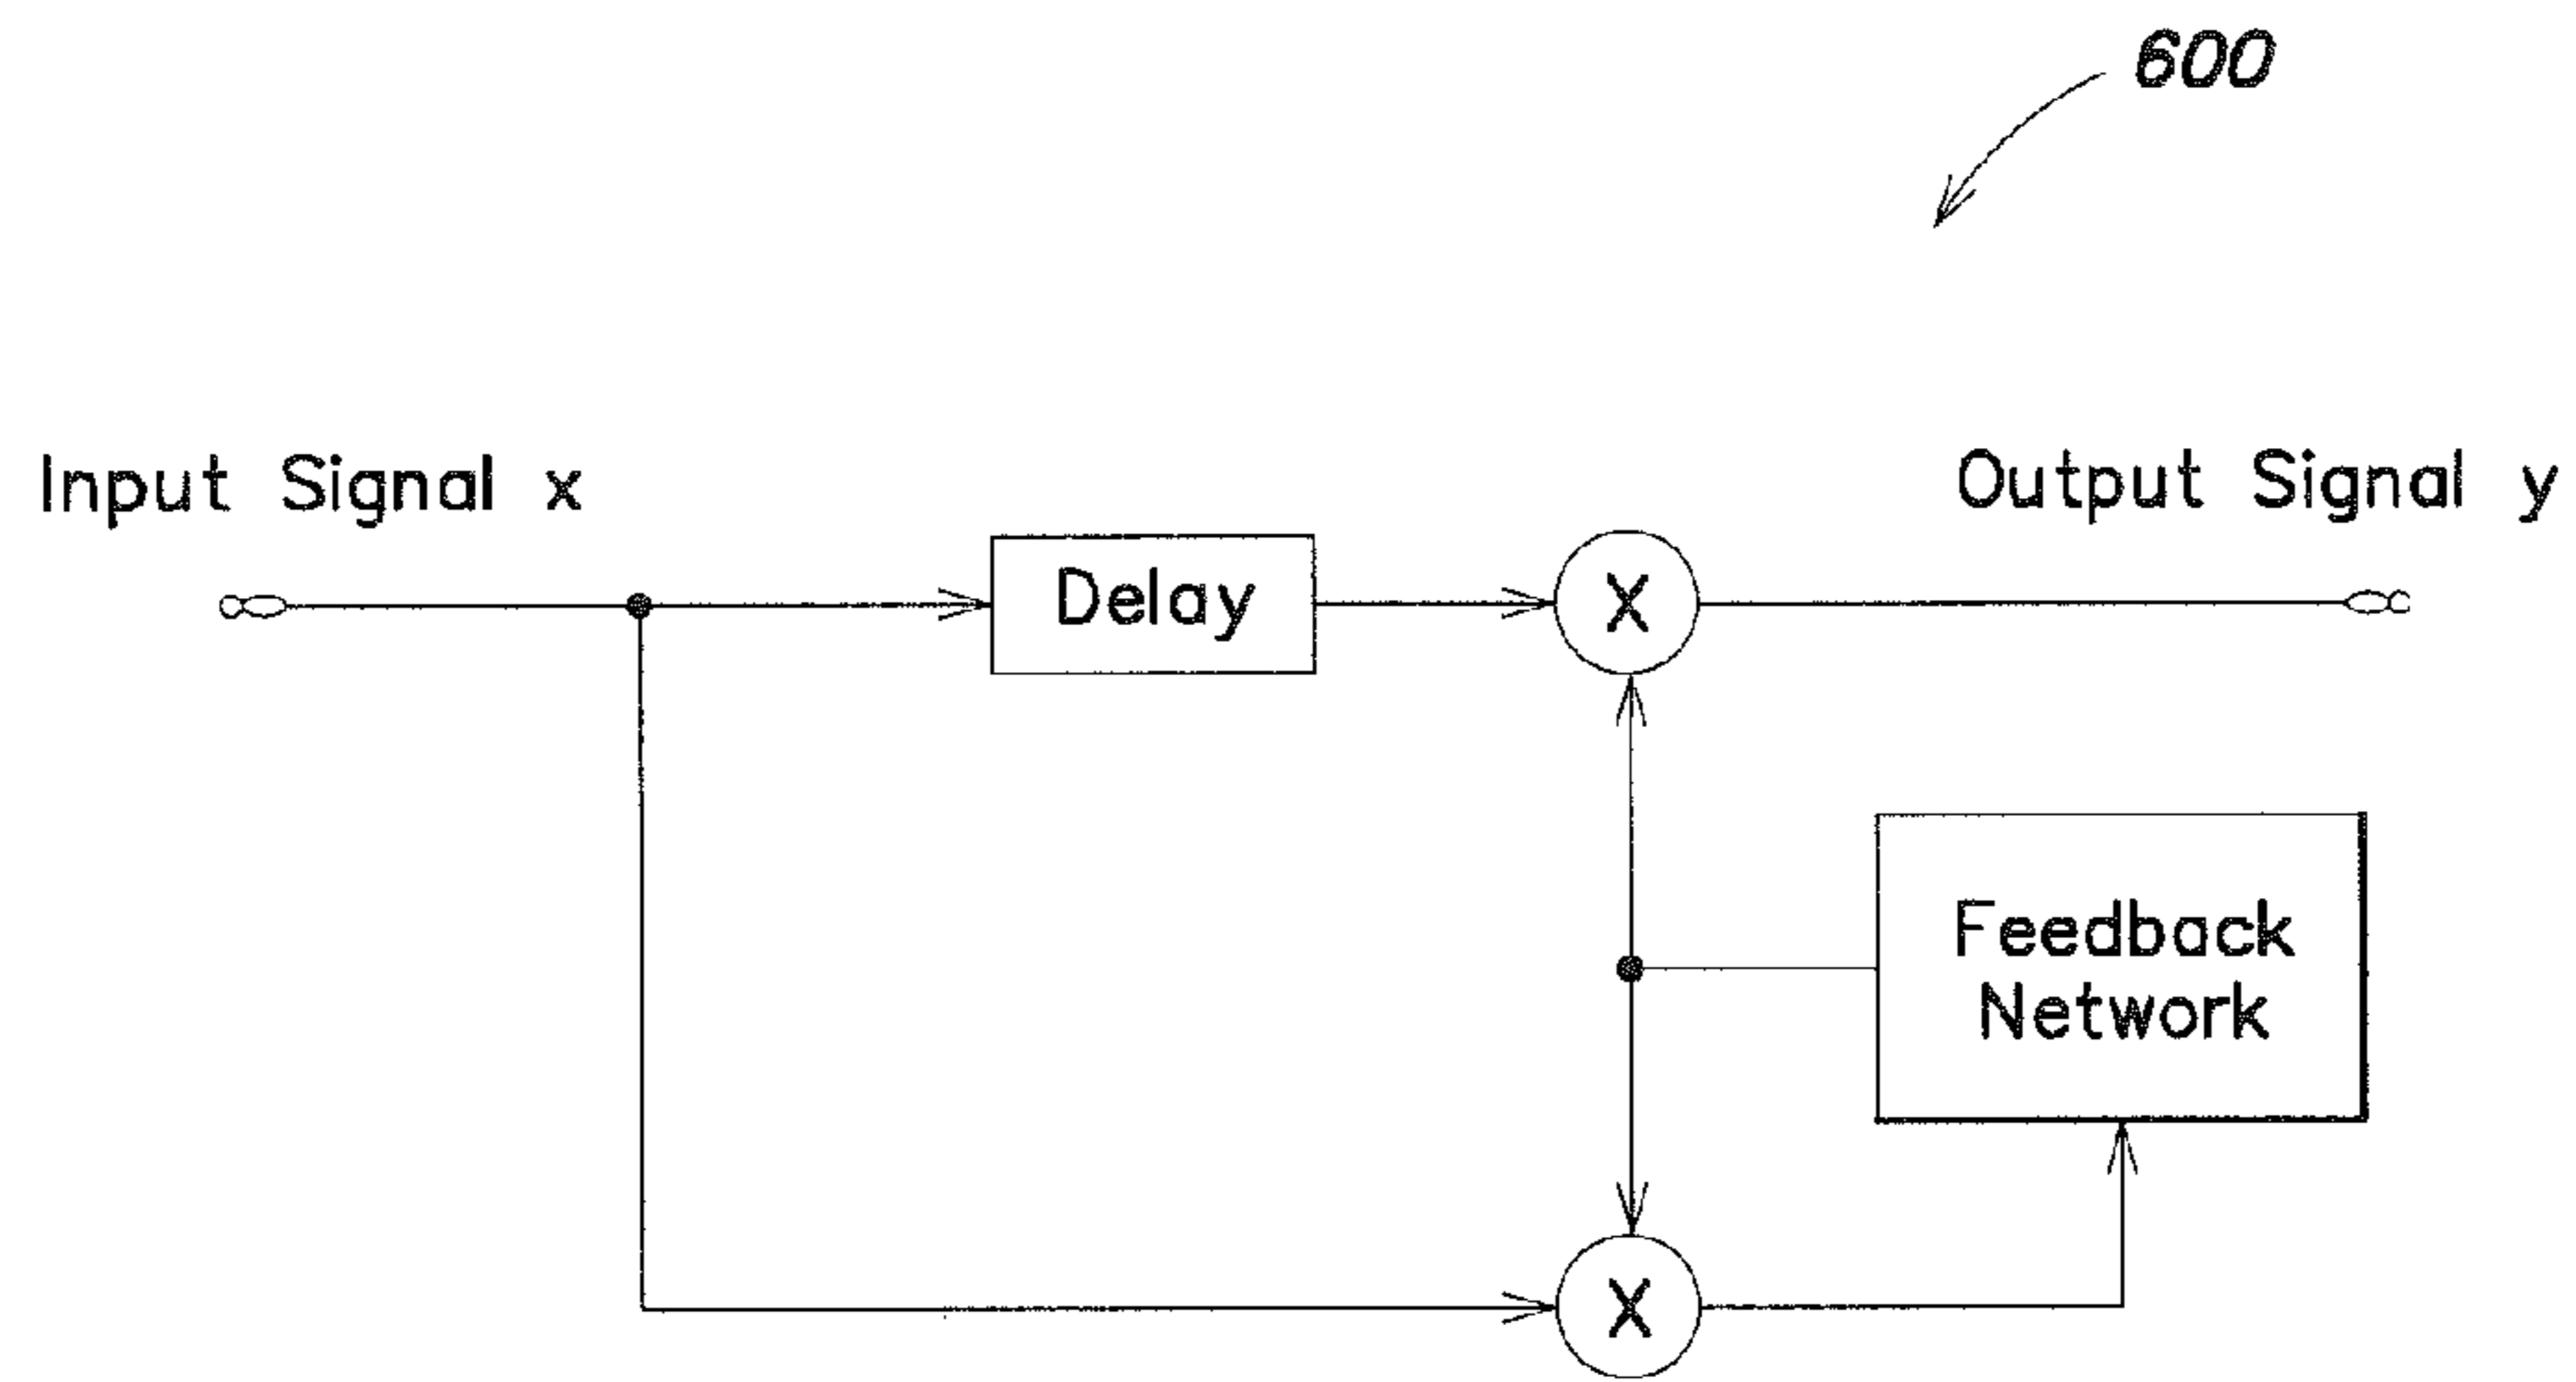 600
Input Signal x
Output Signal y
Delay
X
Feedback
Network
X